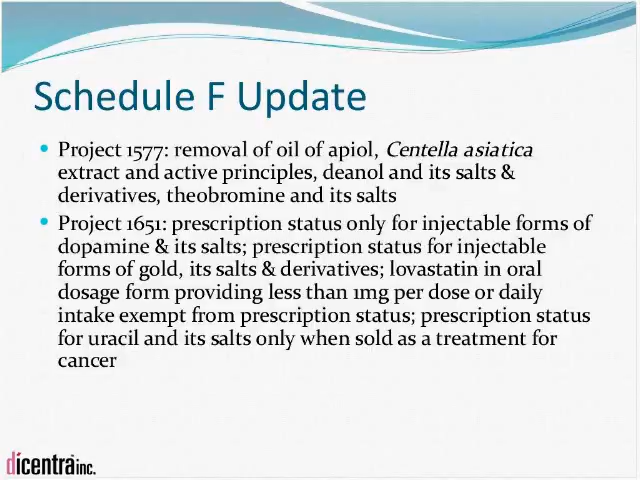 Schedule F Update
• Project 1577: removal of oil of apiol, Centella asiatica
extract and active principles, deanol and its salts &
derivatives, theobromine and its salts
• Project 1651: prescription status only for injectable forms of
dopamine & its salts; prescription status for injectable
forms of gold, its salts & derivatives; lovastatin in oral
dosage form providing less than 1mg per dose or daily
intake exempt from prescription status; prescription status
for uracil and its salts only when sold as a treatment for
cancer
dicentra inc.